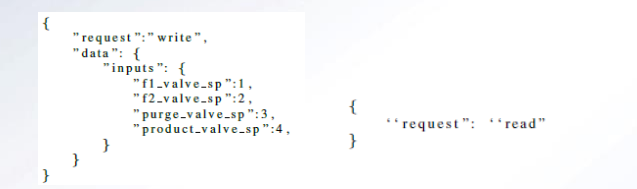 {
"request":"write",
"data": {
"inputs": {
"f1_valve_sp":1,
"f2_valve_sp":2,
"purge_valve_sp":3,
"product_valve_sp":4,
}
}
}
{
‘‘request": ‘‘read"
}